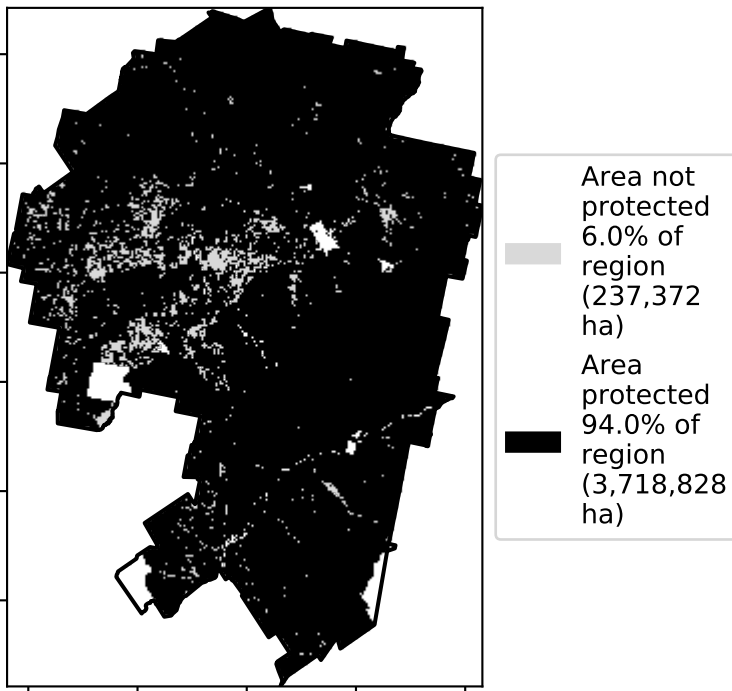 Area not
protected
6.0% of
region
(237,372
ha)
Area
protected
94.0% of
region
(3,718,828
ha)